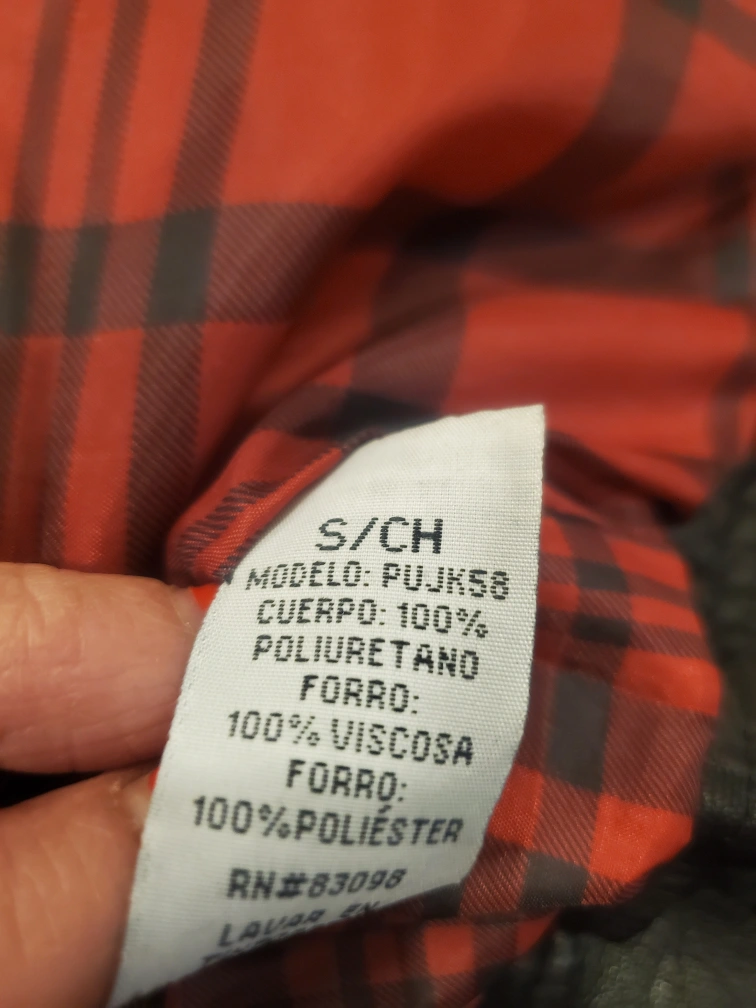 S/CH
MODELO: PUJK58
CUERPO: 100%
POLIURETANO
FORRO:
100% VISCOSA
FORRO:
100%POLIÉSTER
RN#83098
LAVAR EN